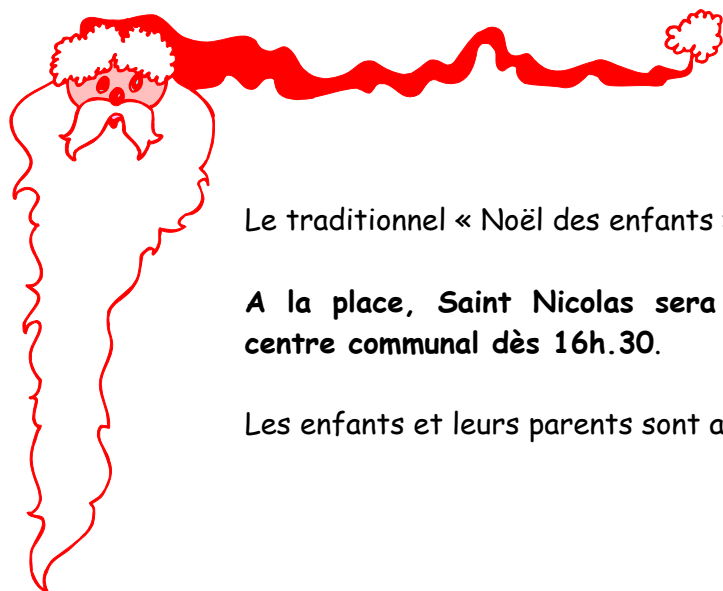 Le traditionnel « Noël des enfants
A la place, Saint Nicolas sera
centre communal dès 16h.30.
Les enfants et leurs parents sont a